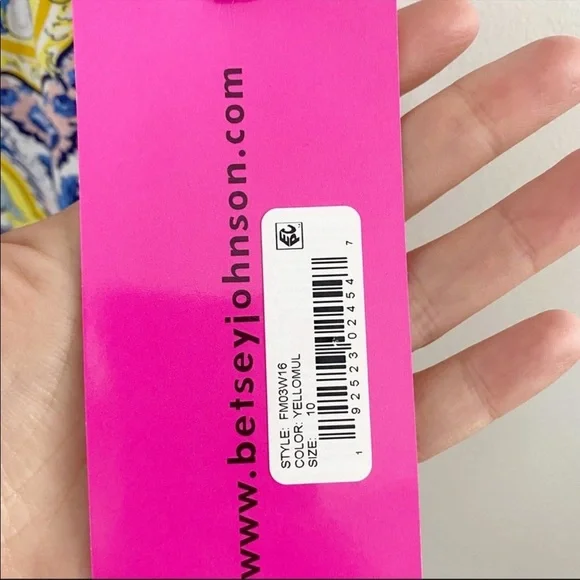 www.betseyjohnson.com
STYLE: FM03W16
COLOR: YELLOMUL
SIZE: 10
1 92523 02454 7